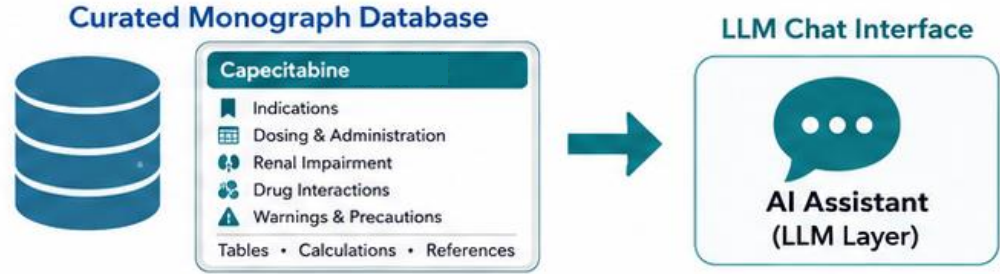 Curated Monograph Database
Capecitabine
Indications
Dosing & Administration
Renal Impairment
Drug Interactions
Warnings & Precautions
Tables • Calculations • References
LLM Chat Interface
AI Assistant
(LLM Layer)